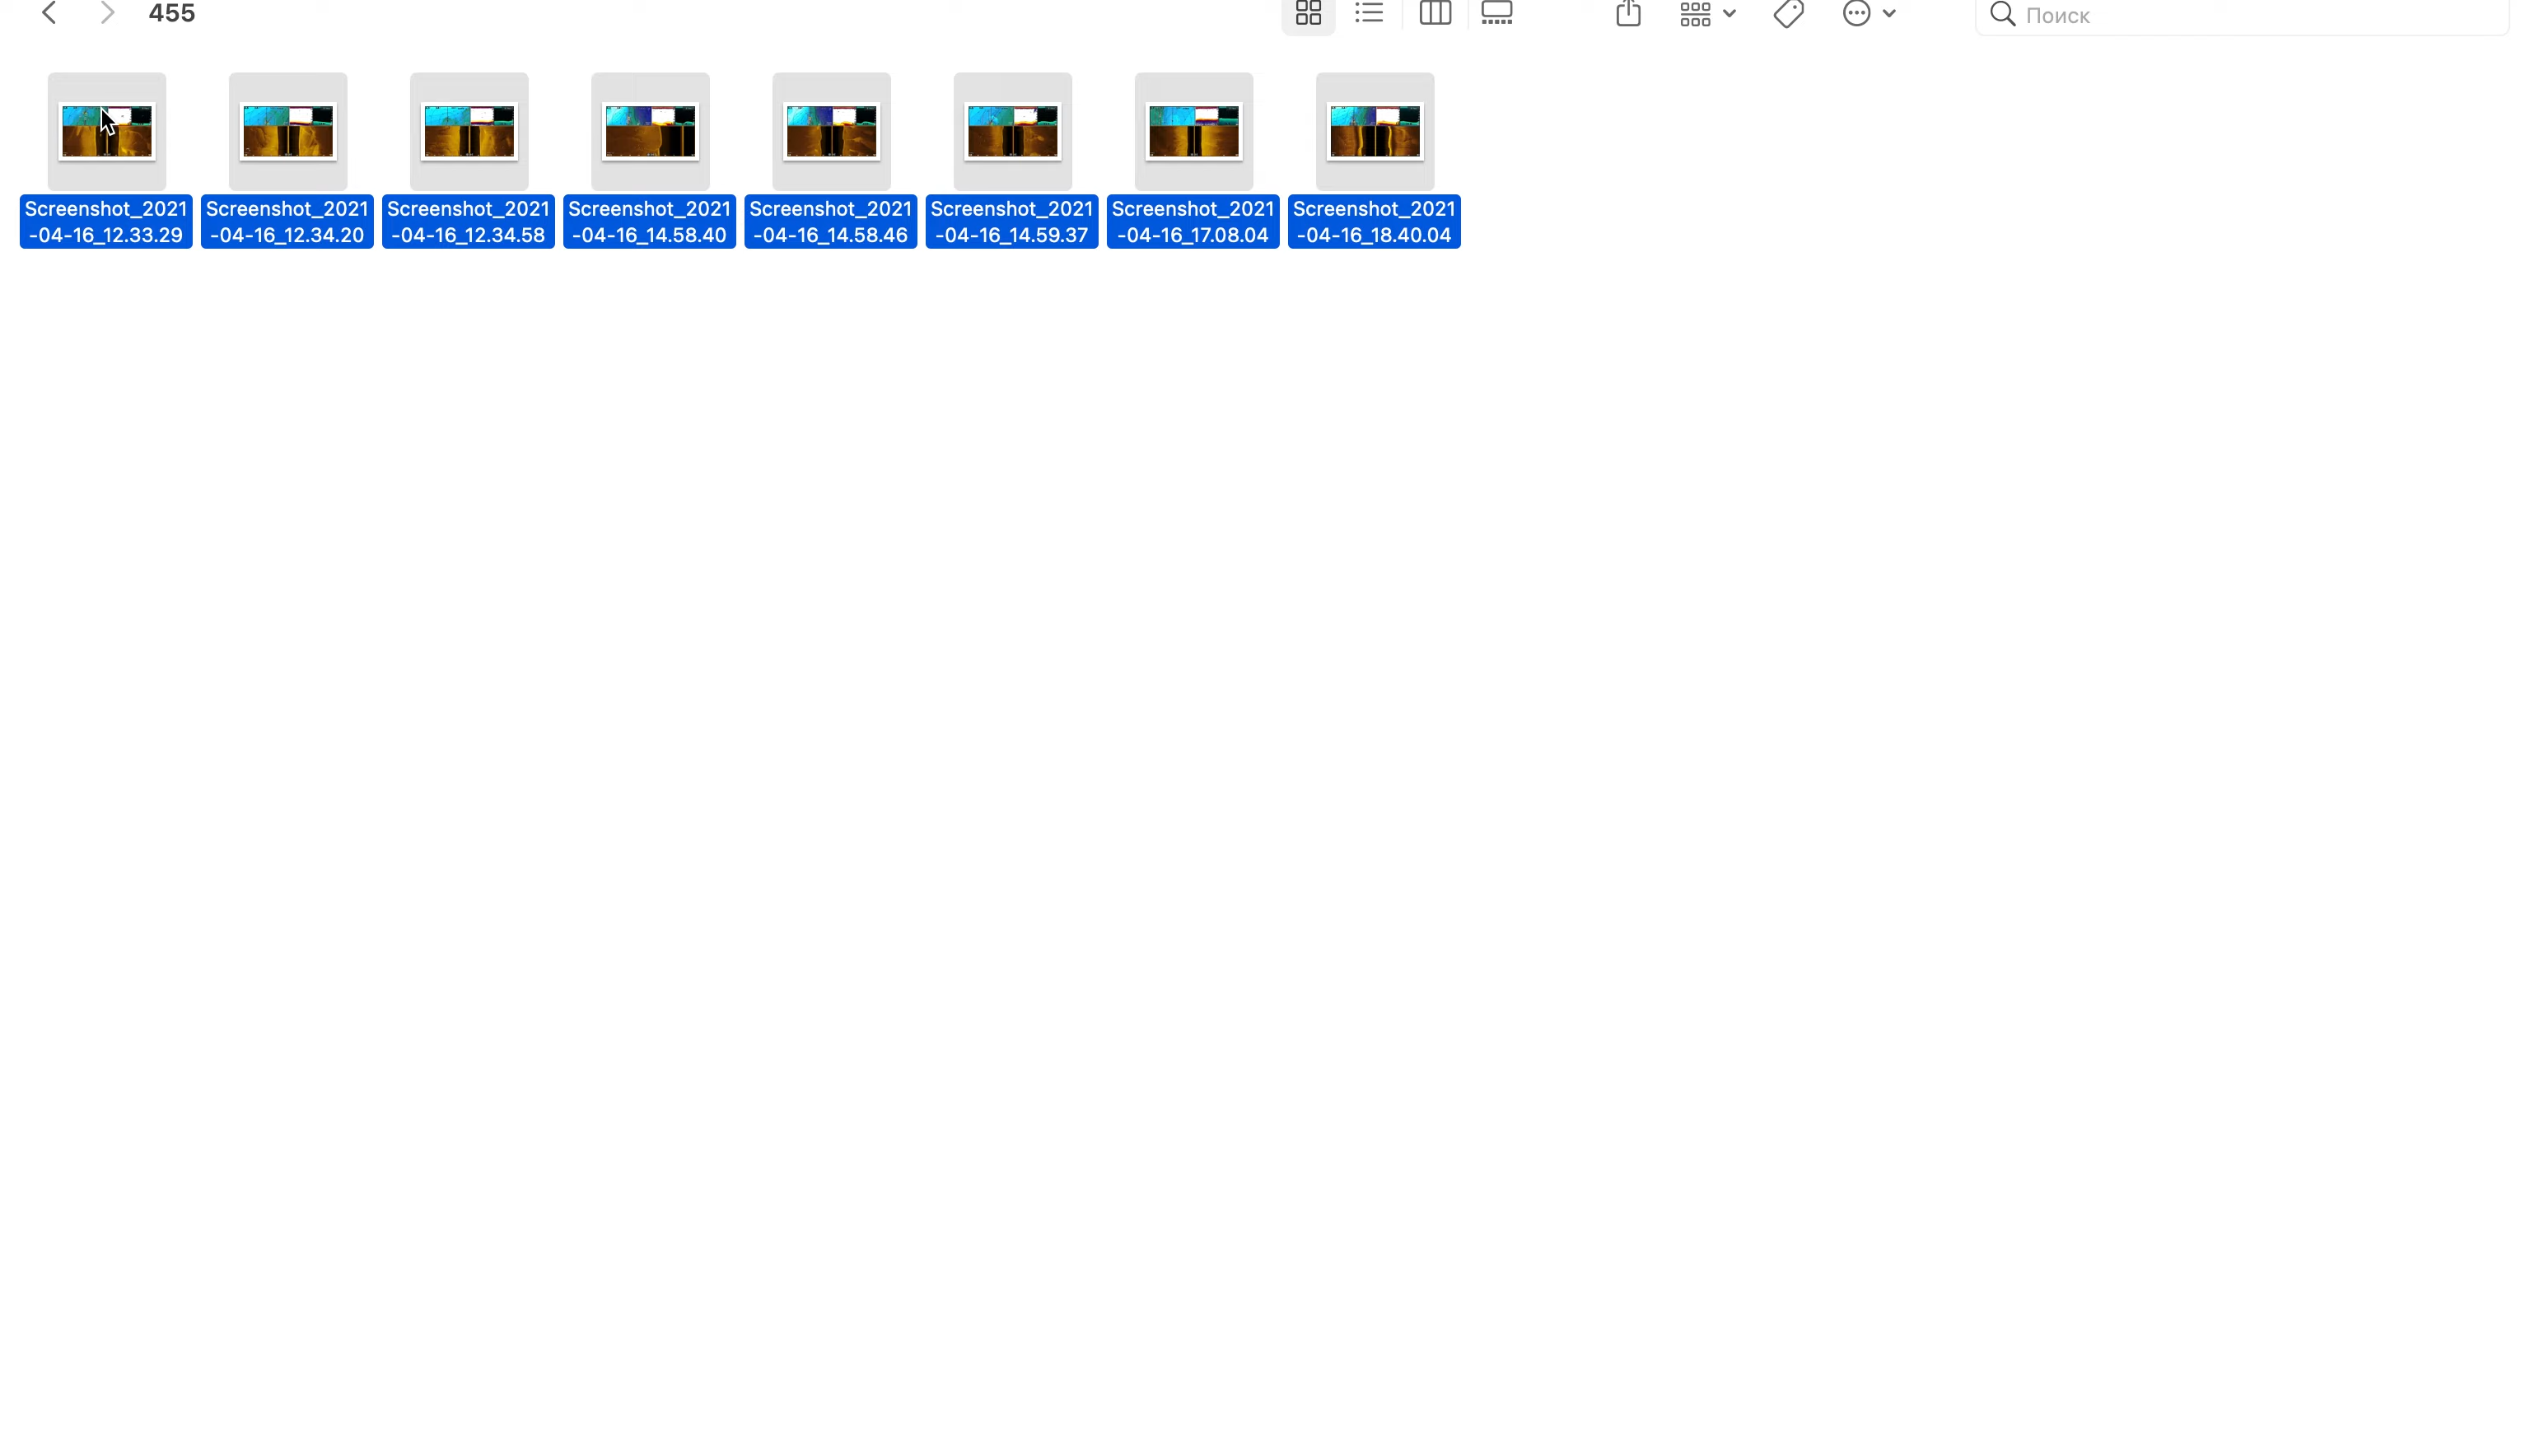 455
Поиск
Screenshot_2021
-04-16_12.33.29
Screenshot_2021
-04-16_12.34.20
Screenshot_2021
-04-16_12.34.58
Screenshot_2021
-04-16_14.58.40
Screenshot_2021
-04-16_14.58.46
Screenshot_2021
-04-16_14.59.37
Screenshot_2021
-04-16_17.08.04
Screenshot_2021
-04-16_18.40.04